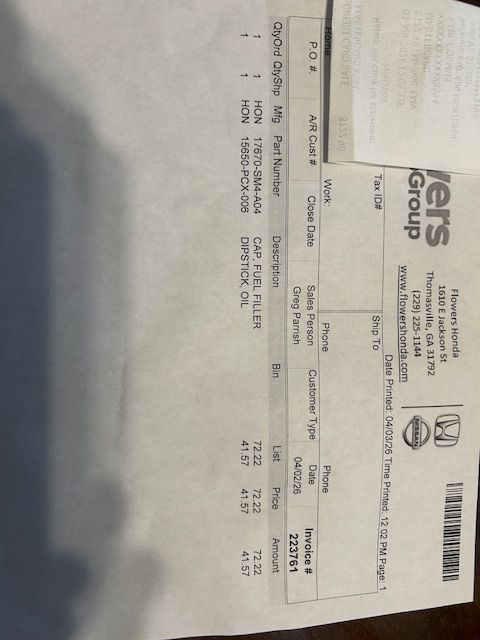 wers
Group
Flowers Honda
1610 E Jackson St
Thomasville, GA 31792
(229) 225-1144
www.flowershonda.com
NISSAN
Date Printed: 04/03/26 Time Printed: 12 02 PM Page: 1
Tax ID#
Ship To
Home
Work:
Phone
Phone
P.O. #.
A/R Cust #
Close Date
Sales Person
Customer Type
Date
Invoice #
Greg Parrish
04/02/26
223761
QtyOrd QtyShp Mfg Part Number Description Bin List Price Amount
1 1 HON 17670-SM4-A04 CAP, FUEL FILLER 72.22 72.22 72.22
1 1 HON 15650-PCX-006 DIPSTICK, OIL 41.57 41.57 41.57